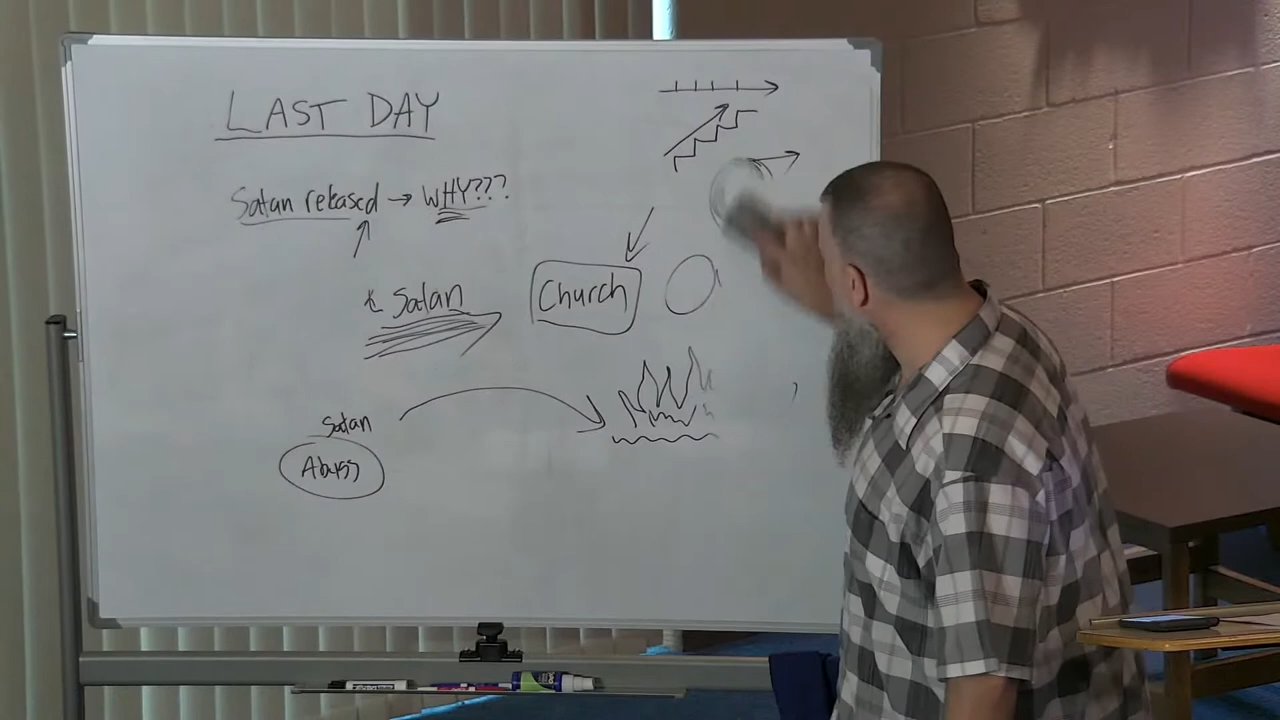 LAST DAY
Satan released → WHY???
Satan
Church
Satan
Abyss